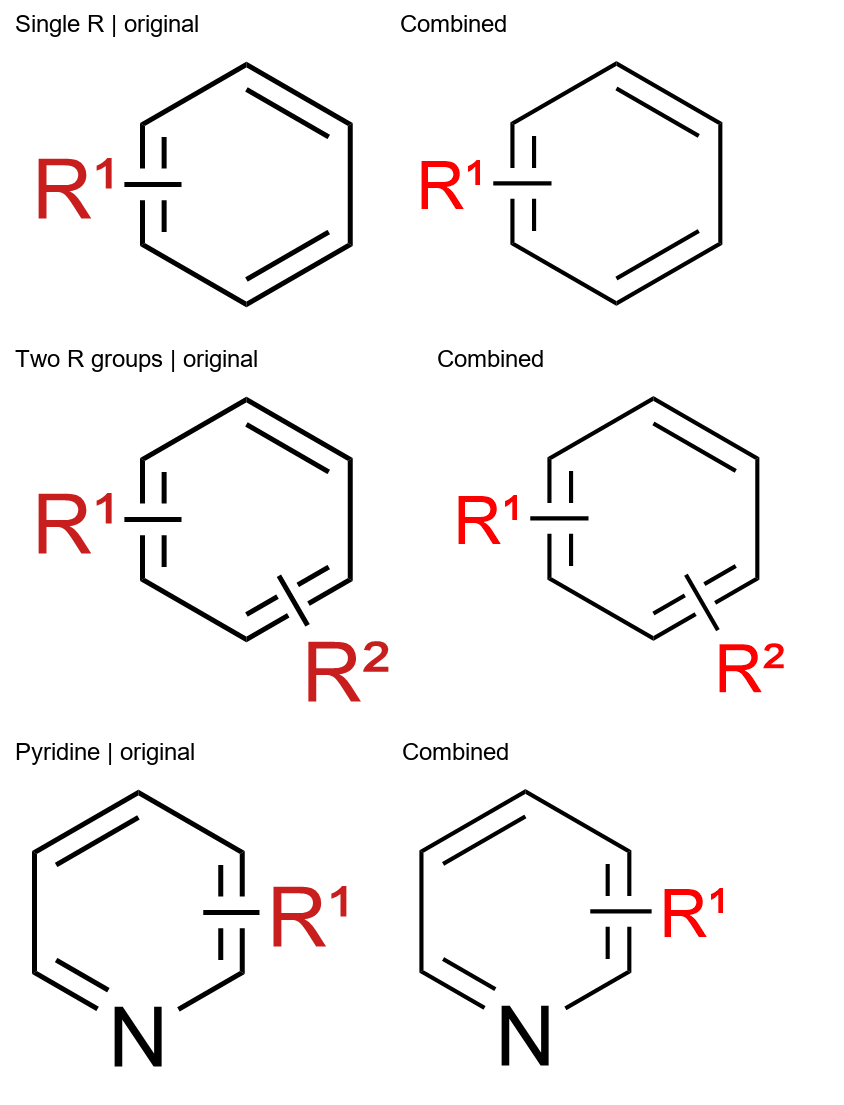 Single R | original Combined
R¹ R¹
Two R groups | original Combined
R¹ R¹
R² R²
Pyridine | original Combined
R¹ R¹
N N